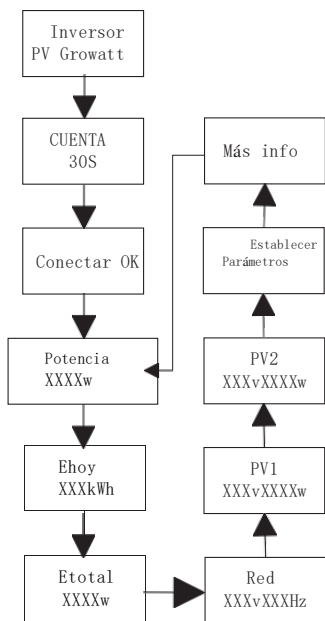 Inversor
PV Growatt
CUENTA
30S
Conectar OK
Potencia
XXXXw
Ehoy
XXXkWh
Etotal
XXXXw
Red
XXXvXXXHz
PV1
XXXvXXXXw
PV2
XXXvXXXXw
Establecer
Parámetros
Más info